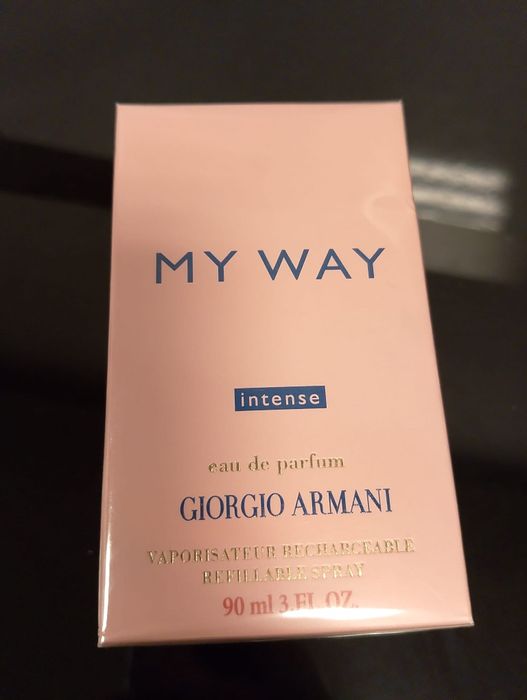 MY WAY
intense
eau de parfum
GIORGIO ARMANI
VAPORISATEUR RECHARGEABLE
REFILLABLE SPRAY
90 ml 3.FL. OZ.